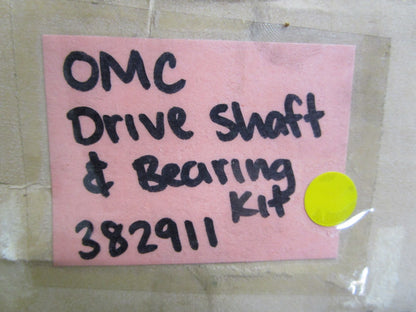 OMC
Drive Shaft
& Bearing
Kit
382911